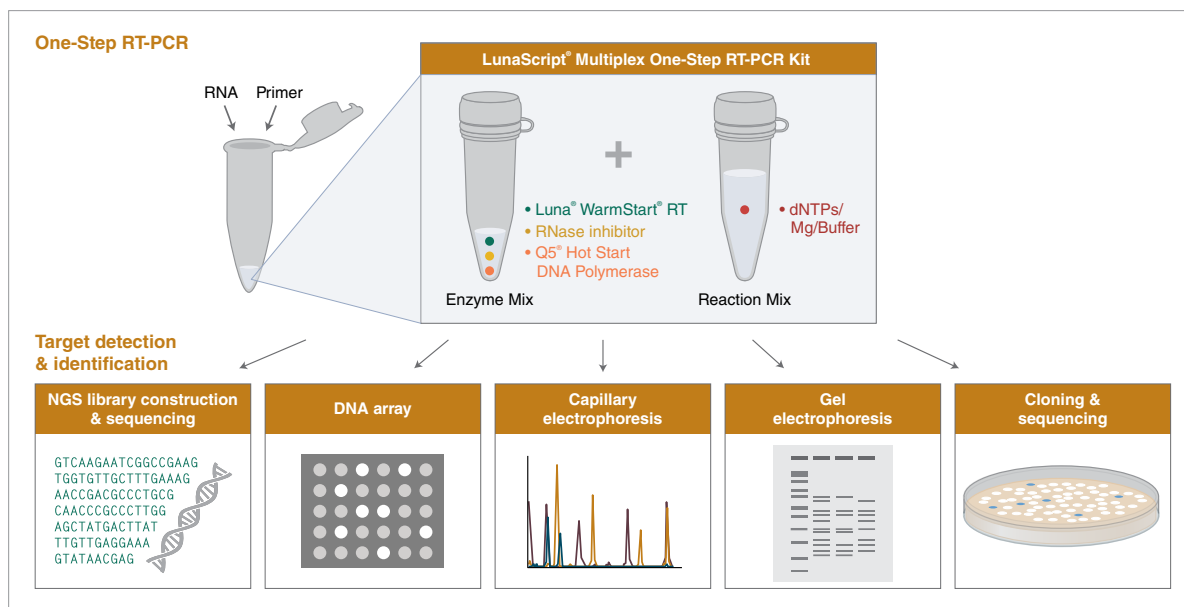 One-Step RT-PCR
LunaScript® Multiplex One-Step RT-PCR Kit
RNA Primer
• Luna® WarmStart® RT
• RNase inhibitor
• Q5® Hot Start
DNA Polymerase
• dNTPs/
Mg/Buffer
Enzyme Mix
Reaction Mix
Target detection
& identification
NGS library construction
& sequencing
GTCAAGAATCGGCCGAAG
TGGTGTTGCTTTGAAAG
AACCGACGCCCTGCG
CAACCCGCCCTTGG
AGCTATGACTTAT
TTGTTGAGGAAA
GTATAACGAG
DNA array
Capillary
electrophoresis
Gel
electrophoresis
Cloning &
sequencing